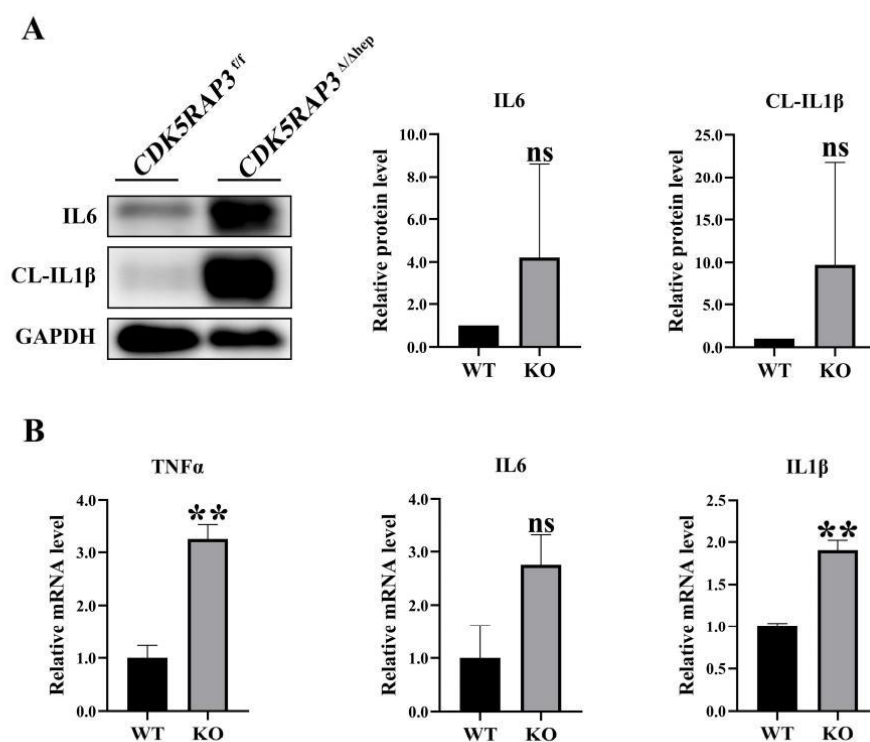 A
CDK5RAP3 f/f
CDK5RAP3 Δ/Δhep
IL6
CL-IL1β
GAPDH
IL6
Relative protein level
10.0
8.0
6.0
4.0
2.0
0.0
ns
WT KO
CL-IL1β
Relative protein level
25.0
20.0
15.0
10.0
5.0
0.0
ns
WT KO
B
TNFα
Relative mRNA level
4.0
3.0
2.0
1.0
0.0
**
WT KO
IL6
Relative mRNA level
4.0
3.0
2.0
1.0
0.0
ns
WT KO
IL1β
Relative mRNA level
2.5
2.0
1.5
1.0
0.5
0.0
**
WT KO